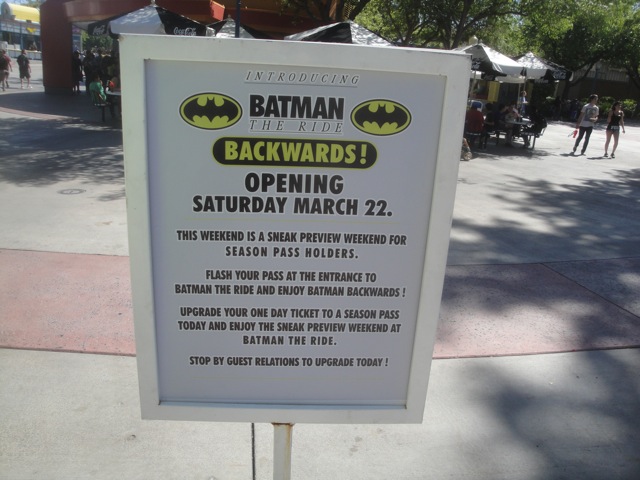 INTRODUCING
BATMAN
THE RIDE
BACKWARDS!
OPENING
SATURDAY MARCH 22.
THIS WEEKEND IS A SNEAK PREVIEW WEEKEND FOR
SEASON PASS HOLDERS.
FLASH YOUR PASS AT THE ENTRANCE TO
BATMAN THE RIDE AND ENJOY BATMAN BACKWARDS !
UPGRADE YOUR ONE DAY TICKET TO A SEASON PASS
TODAY AND ENJOY THE SNEAK PREVIEW WEEKEND AT
BATMAN THE RIDE.
STOP BY GUEST RELATIONS TO UPGRADE TODAY !
Coca-Cola